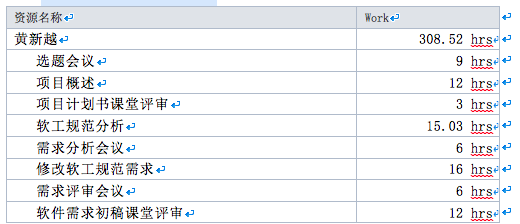 资源名称 Work
黄新越 308.52 hrs
选题会议 9 hrs
项目概述 12 hrs
项目计划书课堂评审 3 hrs
软工规范分析 15.03 hrs
需求分析会议 6 hrs
修改软工规范需求 16 hrs
需求评审会议 6 hrs
软件需求初稿课堂评审 12 hrs